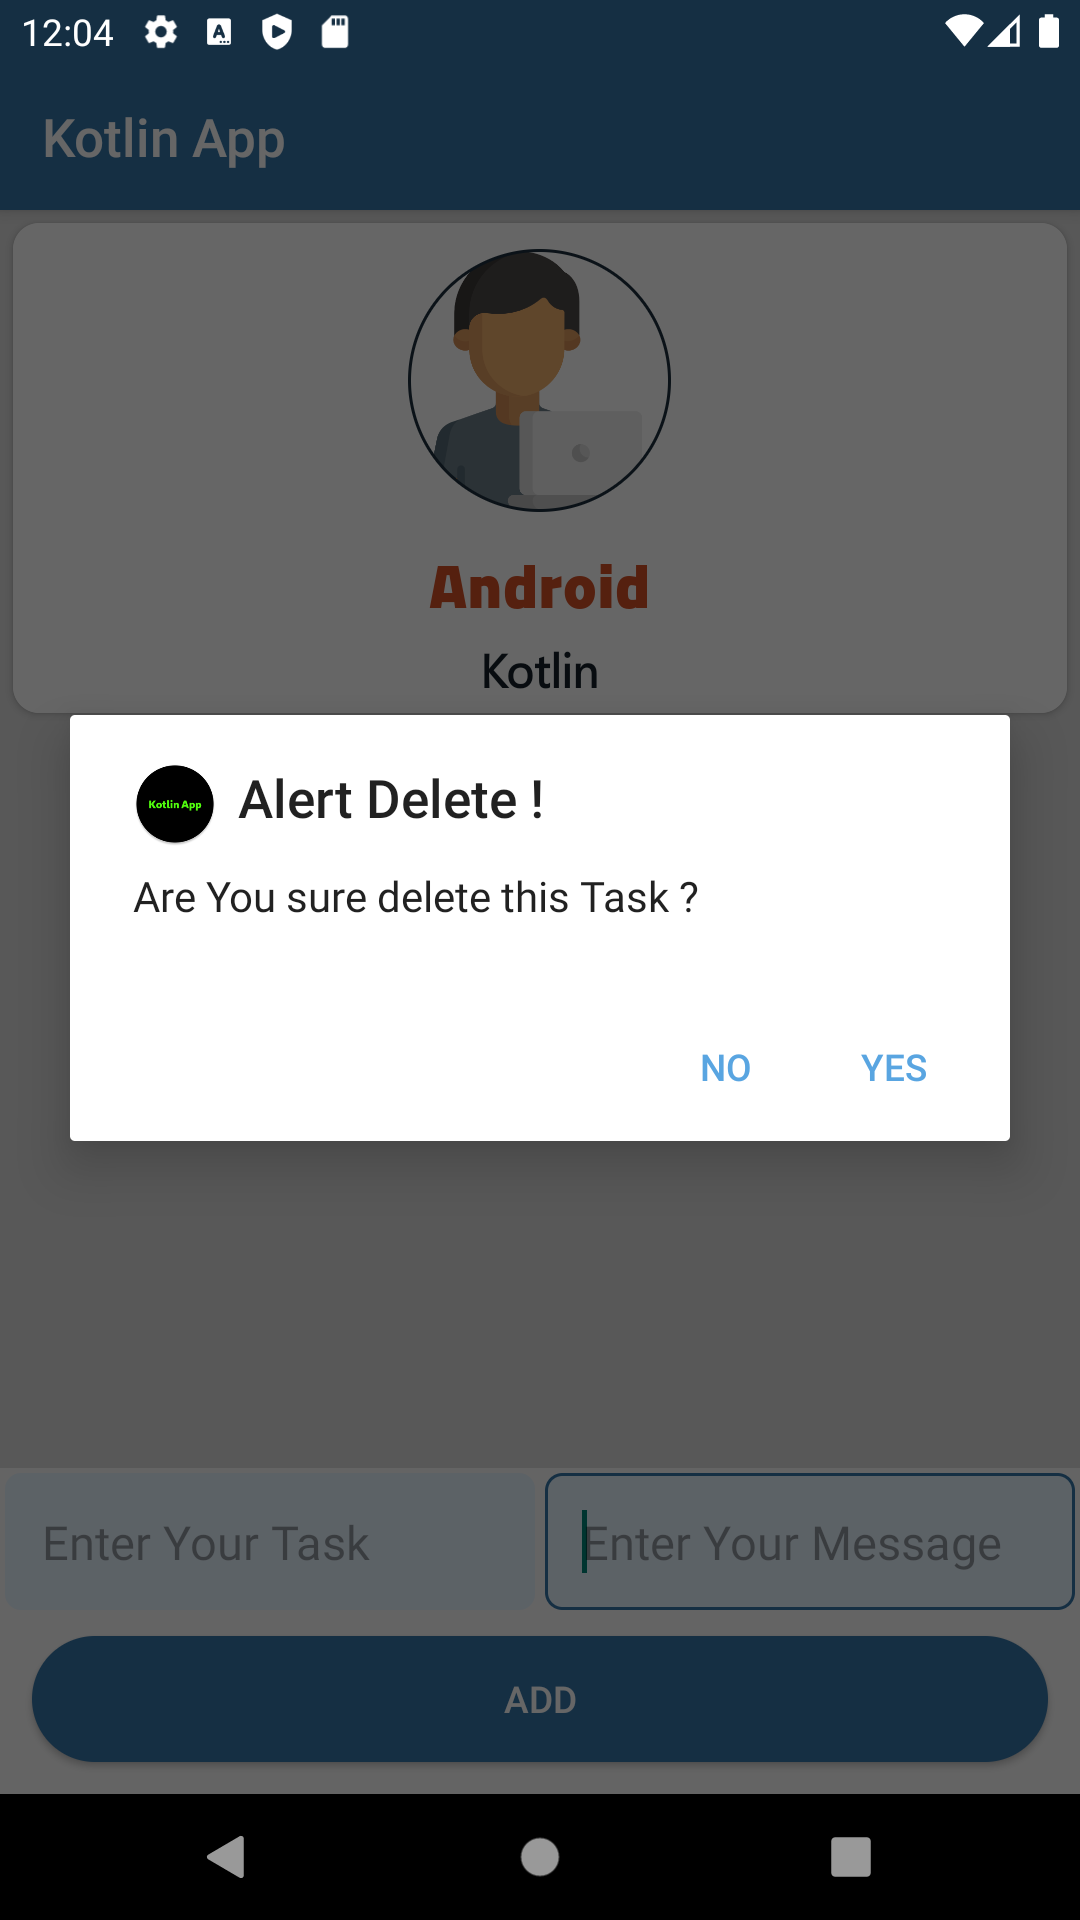 12:04
Kotlin App
Android
Kotlin
Kotlin App
Alert Delete !
Are You sure delete this Task ?
NO YES
Enter Your Task Enter Your Message
ADD